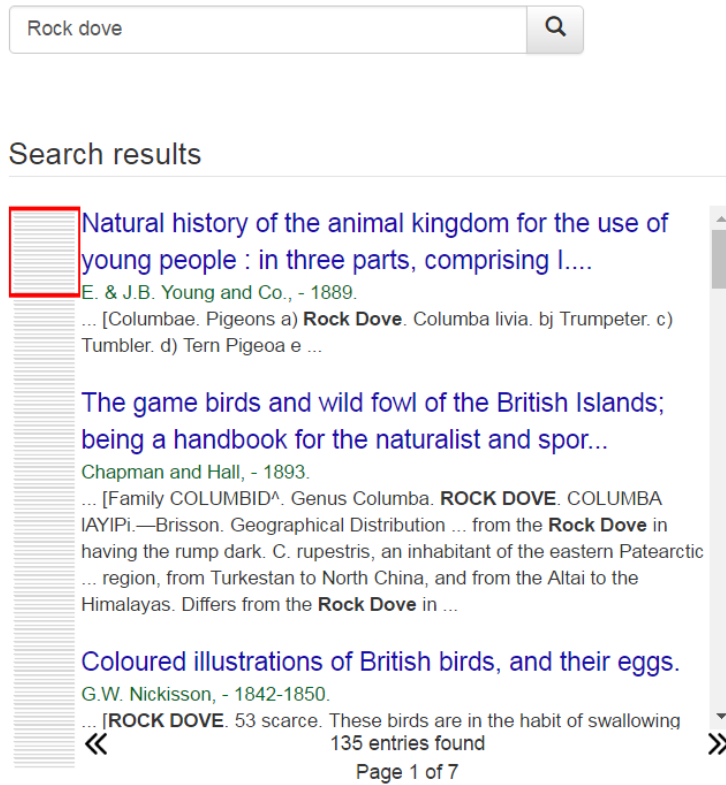 Rock dove
Search results
Natural history of the animal kingdom for the use of
young people : in three parts, comprising I....
E. & J.B. Young and Co., - 1889.
... [Columbae. Pigeons a) Rock Dove. Columba livia. bj Trumpeter. c)
Tumbler. d) Tern Pigeoa e ...
The game birds and wild fowl of the British Islands;
being a handbook for the naturalist and spor...
Chapman and Hall, - 1893.
... [Family COLUMBID^. Genus Columba. ROCK DOVE. COLUMBA
IAYIPi.—Brisson. Geographical Distribution ... from the Rock Dove in
having the rump dark. C. rupestris, an inhabitant of the eastern Patearctic
... region, from Turkestan to North China, and from the Altai to the
Himalayas. Differs from the Rock Dove in ...
Coloured illustrations of British birds, and their eggs.
G.W. Nickisson, - 1842-1850.
... [ROCK DOVE. 53 scarce. These birds are in the habit of swallowing
135 entries found
Page 1 of 7